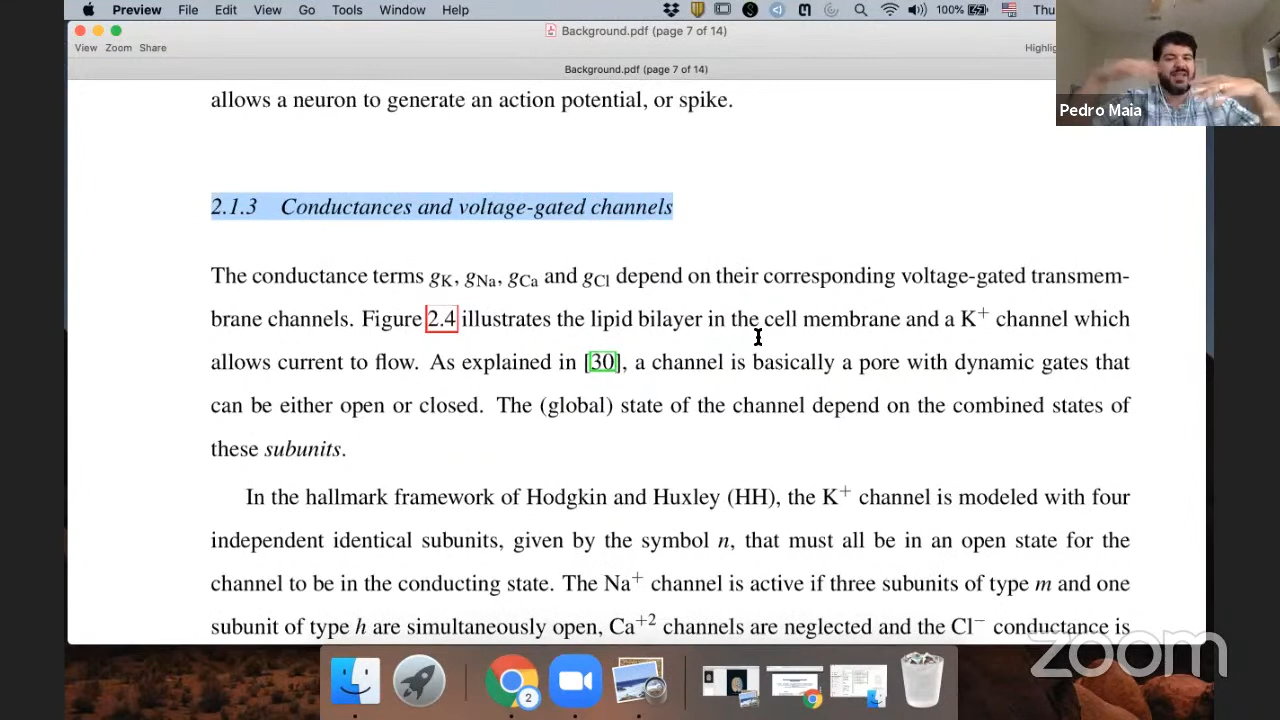 Preview File Edit View Go Tools Window Help 100% Thu
Background.pdf (page 7 of 14)
View Zoom Share Highlig
Background.pdf (page 7 of 14)
Pedro Maia
allows a neuron to generate an action potential, or spike.
2.1.3 Conductances and voltage-gated channels
The conductance terms gK, gNa, gCa and gCl depend on their corresponding voltage-gated transmem-
brane channels. Figure 2.4 illustrates the lipid bilayer in the cell membrane and a K+ channel which
allows current to flow. As explained in [30], a channel is basically a pore with dynamic gates that
can be either open or closed. The (global) state of the channel depend on the combined states of
these subunits.
In the hallmark framework of Hodgkin and Huxley (HH), the K+ channel is modeled with four
independent identical subunits, given by the symbol n, that must all be in an open state for the
channel to be in the conducting state. The Na+ channel is active if three subunits of type m and one
subunit of type h are simultaneously open, Ca+2 channels are neglected and the Cl− conductance is
zoom
2